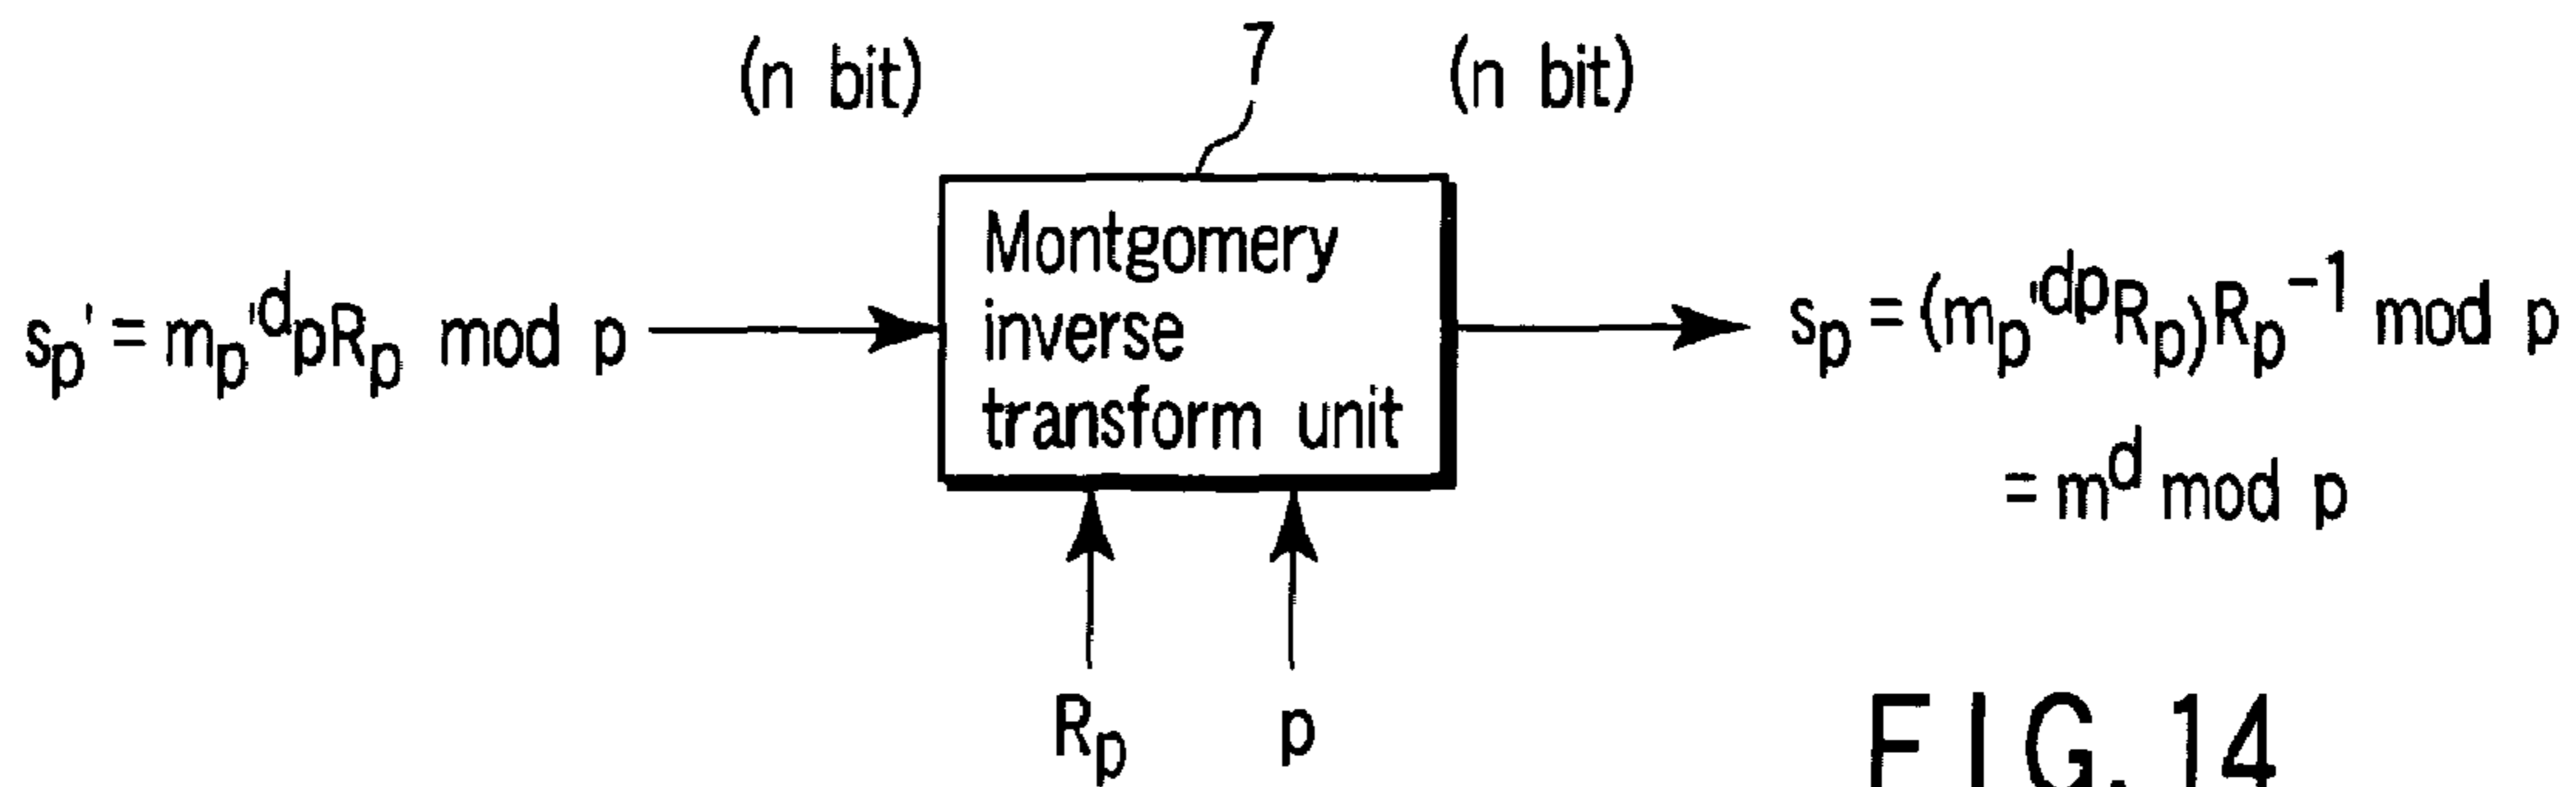 (n bit)
7
(n bit)
Montgomery
inverse
transform unit
s_p' = m_p'^d_p R_p mod p
s_p = (m_p'^dp R_p)R_p^-1 mod p
= m^d mod p
R_p
p
FIG. 14